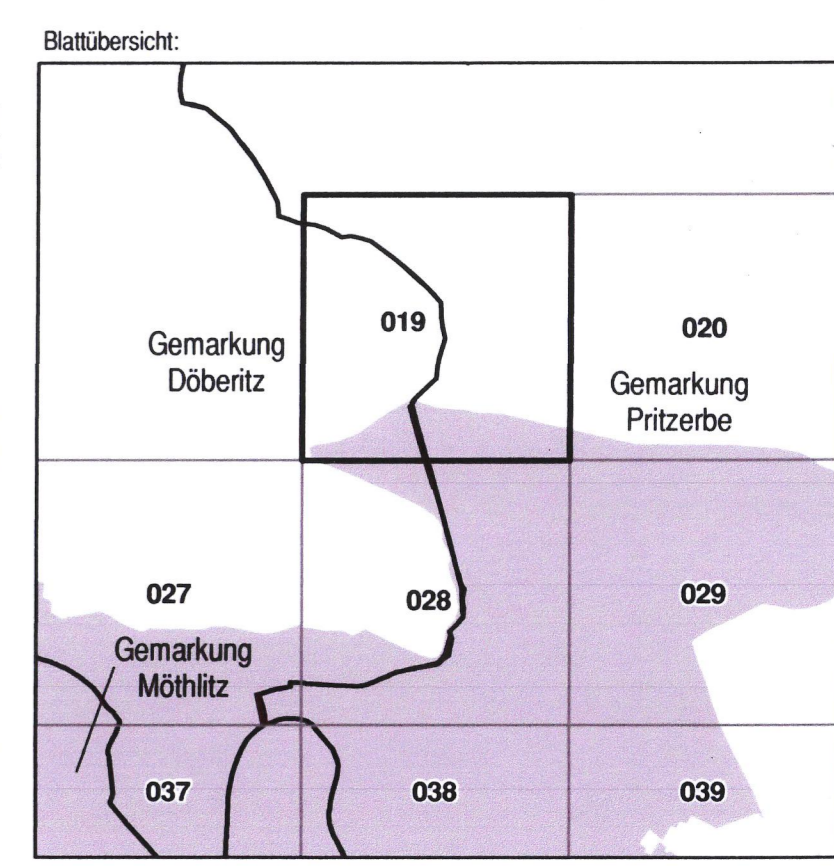 Blattübersicht:
019
020
Gemarkung
Döberitz
Gemarkung
Pritzerbe
027
028
029
Gemarkung
Möthlitz
037
038
039